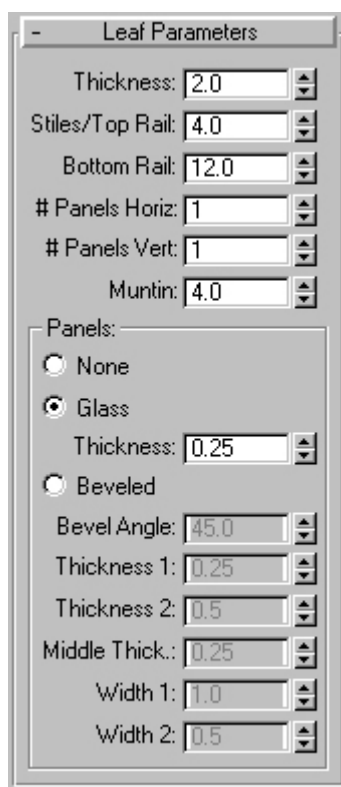 - Leaf Parameters
Thickness: 2.0
Stiles/Top Rail: 4.0
Bottom Rail: 12.0
# Panels Horiz: 1
# Panels Vert: 1
Muntin: 4.0
Panels:
None
Glass
Thickness: 0.25
Beveled
Bevel Angle: 45.0
Thickness 1: 0.25
Thickness 2: 0.5
Middle Thick.: 0.25
Width 1: 1.0
Width 2: 0.5